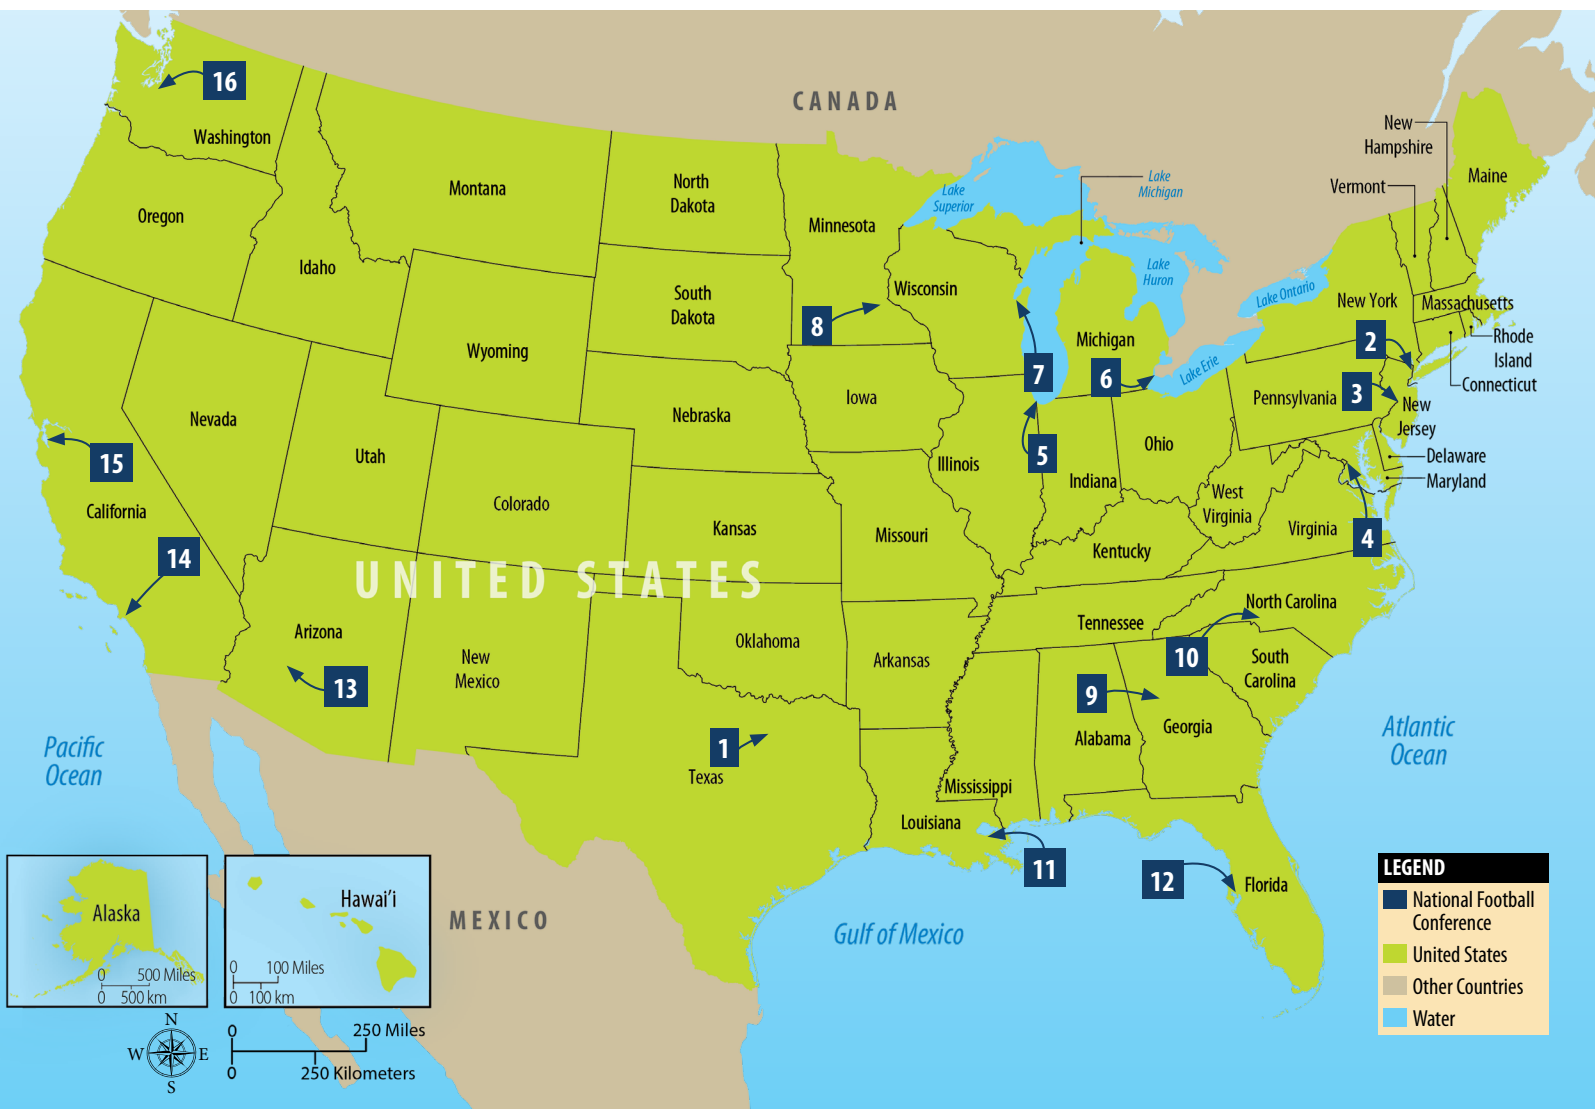 CANADA
16
Washington
Montana
North
Dakota
Minnesota
Lake
Superior
Lake
Michigan
New
Hampshire
Vermont
Maine
Oregon
Idaho
South
Dakota
Wisconsin
Lake
Huron
Lake Ontario
New York
Massachusetts
8
Wyoming
Michigan
2
Rhode
Island
7
6
Lake Erie
Connecticut
Pennsylvania
3
New
Jersey
Nevada
Nebraska
Iowa
Ohio
15
Utah
Illinois
5
Indiana
Delaware
Maryland
California
Colorado
Kansas
Missouri
West
Virginia
Virginia
4
Kentucky
14
UNITED STATES
Arizona
New
Mexico
Oklahoma
Arkansas
Tennessee
North Carolina
10
South
Carolina
13
9
Georgia
Alabama
1
Texas
Mississippi
Louisiana
11
12
Florida
Pacific
Ocean
Atlantic
Ocean
Gulf of Mexico
MEXICO
Alaska
0 500 Miles
0 500 km
Hawai’i
0 100 Miles
0 100 km
N
W E
S
0 250 Miles
0 250 Kilometers
LEGEND
National Football
Conference
United States
Other Countries
Water